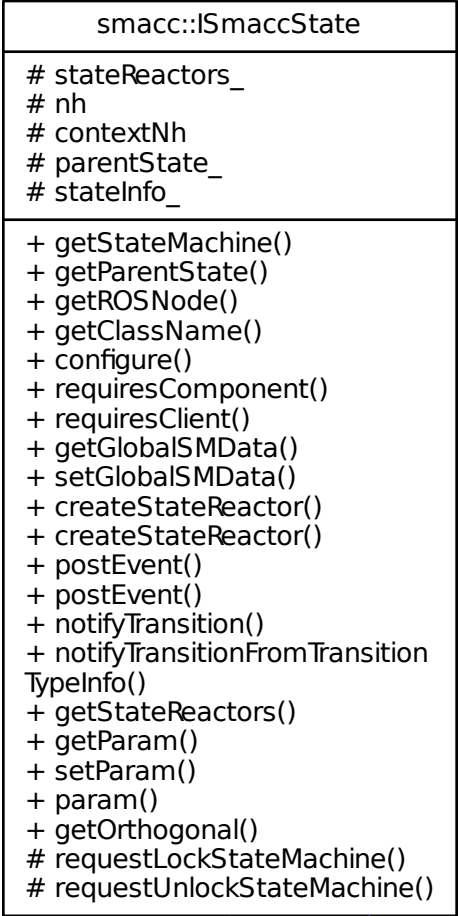 smacc::ISmaccState
# stateReactors_
# nh
# contextNh
# parentState_
# stateInfo_
+ getStateMachine()
+ getParentState()
+ getROSNode()
+ getClassName()
+ configure()
+ requiresComponent()
+ requiresClient()
+ getGlobalSMData()
+ setGlobalSMData()
+ createStateReactor()
+ createStateReactor()
+ postEvent()
+ postEvent()
+ notifyTransition()
+ notifyTransitionFromTransition
TypeInfo()
+ getStateReactors()
+ getParam()
+ setParam()
+ param()
+ getOrthogonal()
# requestLockStateMachine()
# requestUnlockStateMachine()